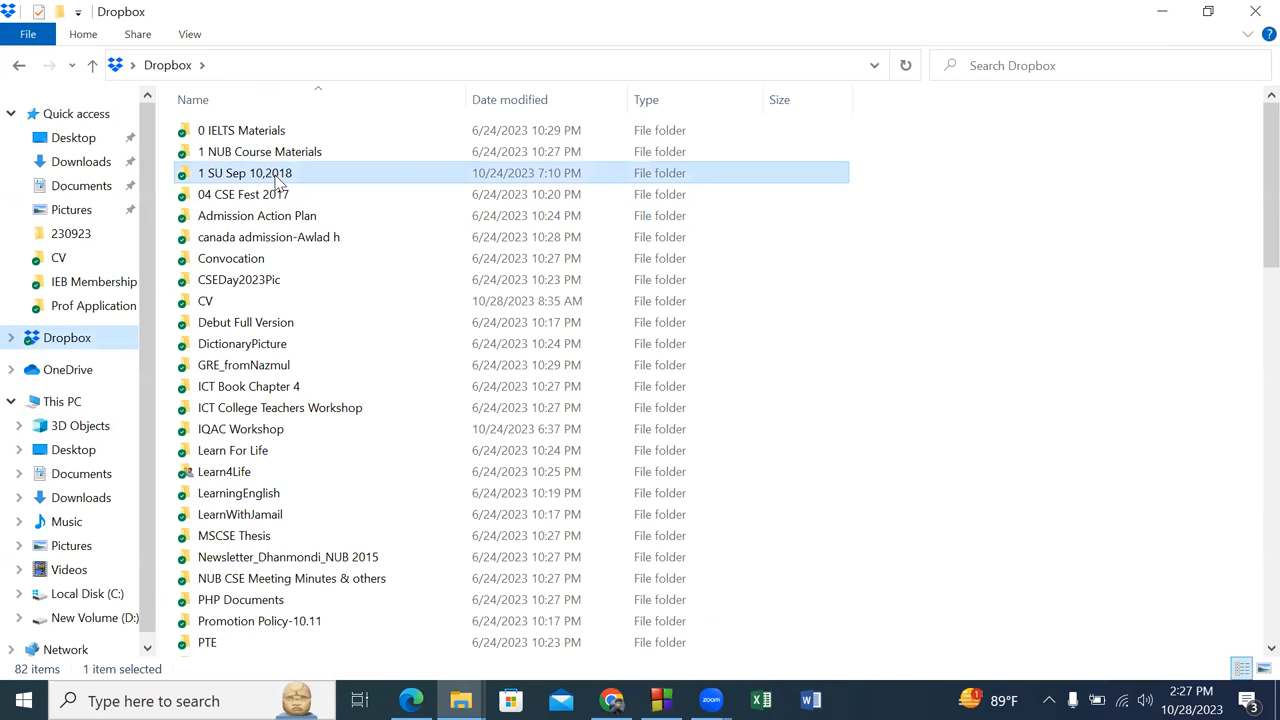 Dropbox
File Home Share View
Dropbox
Search Dropbox
Name Date modified Type Size
Quick access
Desktop
Downloads
Documents
Pictures
230923
CV
IEB Membership
Prof Application
Dropbox
OneDrive
This PC
3D Objects
Desktop
Documents
Downloads
Music
Pictures
Videos
Local Disk (C:)
New Volume (D:)
Network
0 IELTS Materials 6/24/2023 10:29 PM File folder
1 NUB Course Materials 6/24/2023 10:27 PM File folder
1 SU Sep 10,2018 10/24/2023 7:10 PM File folder
04 CSE Fest 2017 6/24/2023 10:20 PM File folder
Admission Action Plan 6/24/2023 10:24 PM File folder
canada admission-Awlad h 6/24/2023 10:28 PM File folder
Convocation 6/24/2023 10:27 PM File folder
CSEDay2023Pic 6/24/2023 10:23 PM File folder
CV 10/28/2023 8:35 AM File folder
Debut Full Version 6/24/2023 10:17 PM File folder
DictionaryPicture 6/24/2023 10:24 PM File folder
GRE_fromNazmul 6/24/2023 10:29 PM File folder
ICT Book Chapter 4 6/24/2023 10:27 PM File folder
ICT College Teachers Workshop 6/24/2023 10:27 PM File folder
IQAC Workshop 10/24/2023 6:37 PM File folder
Learn For Life 6/24/2023 10:24 PM File folder
Learn4Life 6/24/2023 10:25 PM File folder
LearningEnglish 6/24/2023 10:19 PM File folder
LearnWithJamail 6/24/2023 10:17 PM File folder
MSCSE Thesis 6/24/2023 10:27 PM File folder
Newsletter_Dhanmondi_NUB 2015 6/24/2023 10:27 PM File folder
NUB CSE Meeting Minutes & others 6/24/2023 10:27 PM File folder
PHP Documents 6/24/2023 10:27 PM File folder
Promotion Policy-10.11 6/24/2023 10:17 PM File folder
PTE 6/24/2023 10:23 PM File folder
82 items 1 item selected
Type here to search
89°F
2:27 PM
10/28/2023
1
3